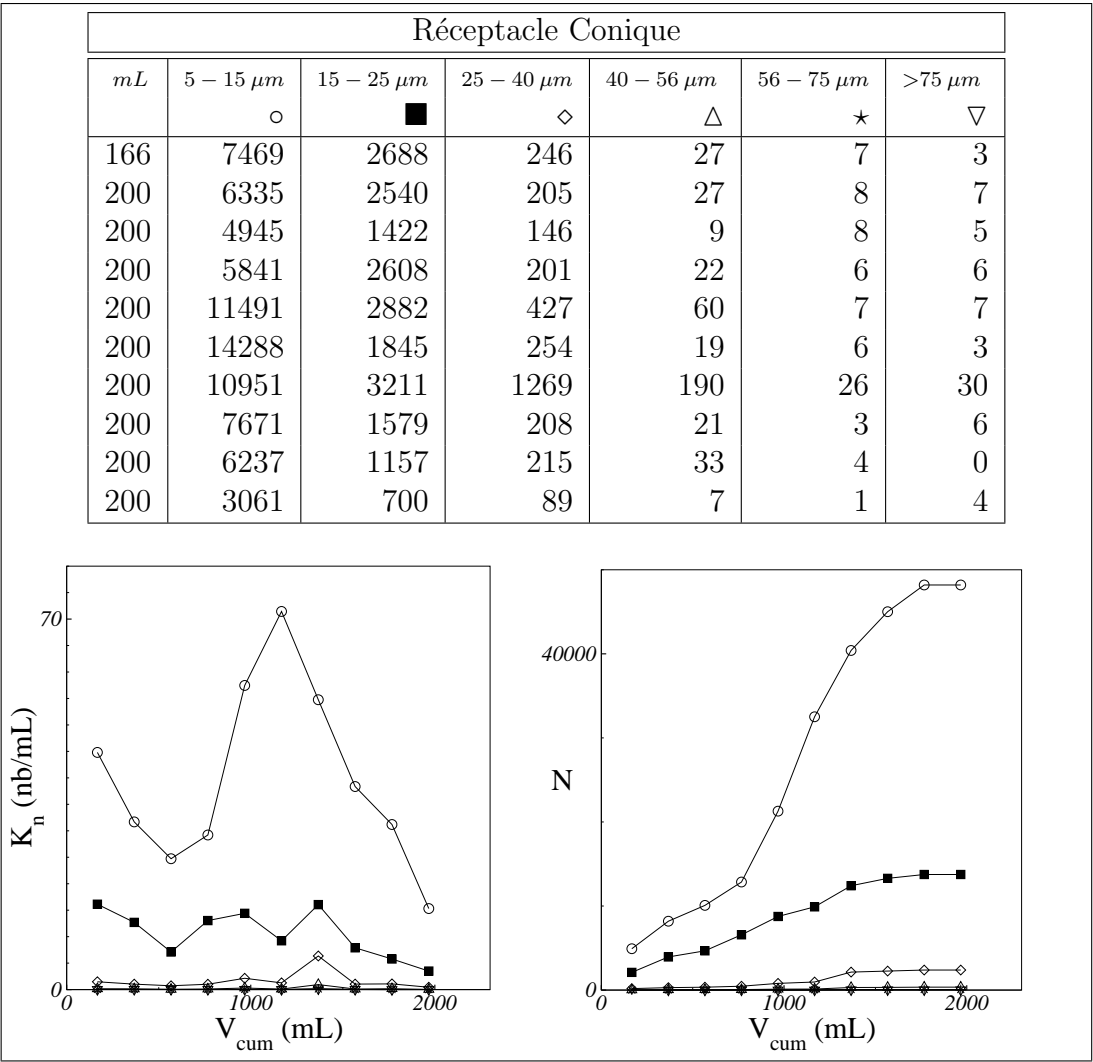 Réceptacle Conique
mL 5 – 15 μm 15 – 25 μm 25 – 40 μm 40 – 56 μm 56 – 75 μm >75 μm
○ ■ ◇ △ ⋆ ▽
166 7469 2688 246 27 7 3
200 6335 2540 205 27 8 7
200 4945 1422 146 9 8 5
200 5841 2608 201 22 6 6
200 11491 2882 427 60 7 7
200 14288 1845 254 19 6 3
200 10951 3211 1269 190 26 30
200 7671 1579 208 21 3 6
200 6237 1157 215 33 4 0
200 3061 700 89 7 1 4
70
K_n (nb/mL)
0
0 1000 2000
V_cum (mL)
40000
N
0
0 1000 2000
V_cum (mL)